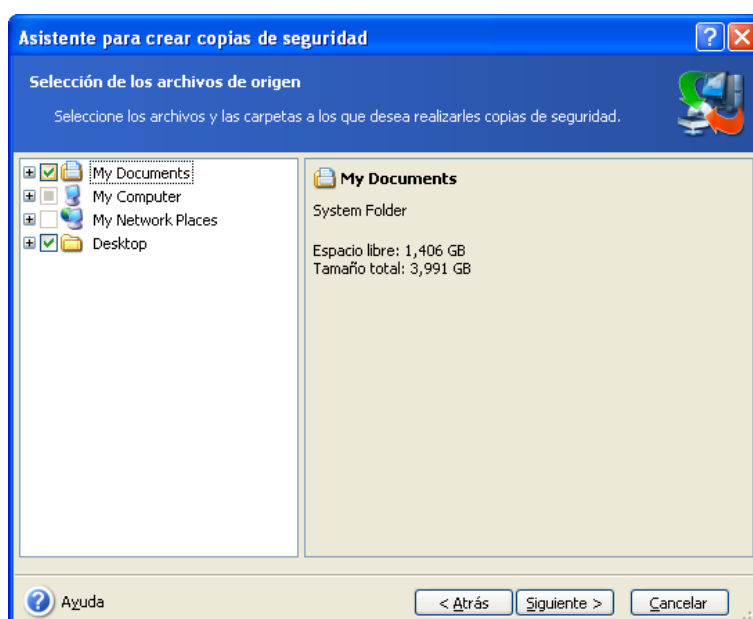 Asistente para crear copias de seguridad
Selección de los archivos de origen
Seleccione los archivos y las carpetas a los que desea realizarles copias de seguridad.
My Documents
My Computer
My Network Places
Desktop
My Documents
System Folder
Espacio libre: 1,406 GB
Tamaño total: 3,991 GB
Ayuda
< Atrás
Siguiente >
Cancelar